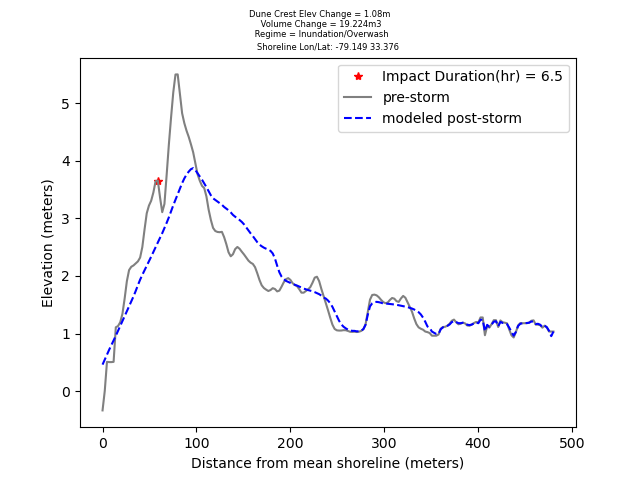 Dune Crest Elev Change = 1.08m
Volume Change = 19.224m3
Regime = Inundation/Overwash
Shoreline Lon/Lat: -79.149 33.376
Impact Duration(hr) = 6.5
pre-storm
modeled post-storm
Elevation (meters)
5
4
3
2
1
0
0 100 200 300 400 500
Distance from mean shoreline (meters)